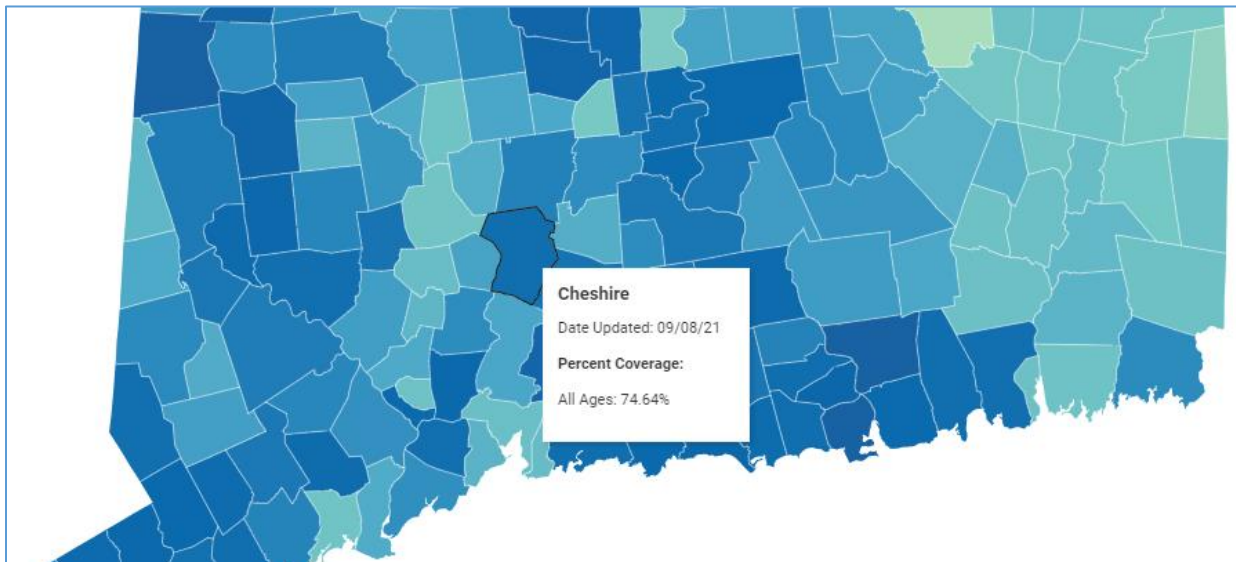 Cheshire
Date Updated: 09/08/21
Percent Coverage:
All Ages: 74.64%